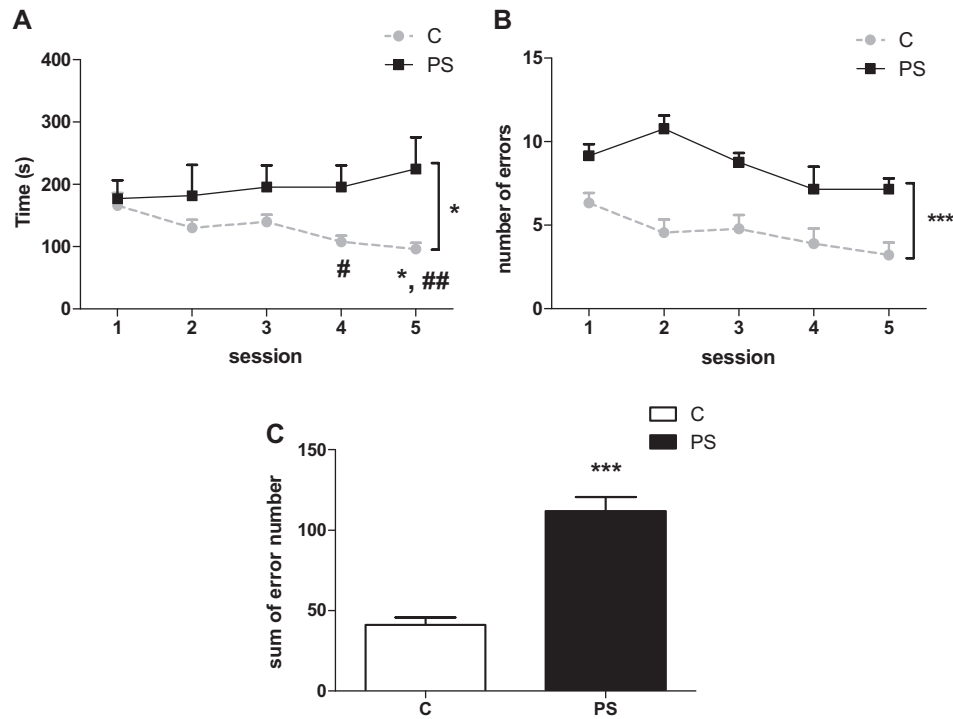 A
C
PS
400
300
200
100
0
Time (s)
*
#
*, ##
1 2 3 4 5
session
B
C
PS
15
10
5
0
number of errors
***
1 2 3 4 5
session
C
C
PS
150
100
50
0
sum of error number
***
C PS